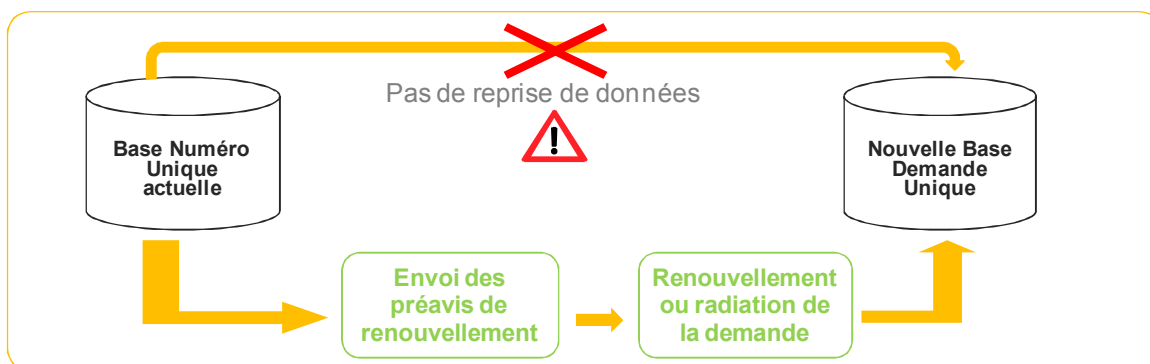 Pas de reprise de données
!
Base Numéro
Unique
actuelle
Nouvelle Base
Demande
Unique
Envoi des
préavis de
renouvellement
Renouvellement
ou radiation de
la demande